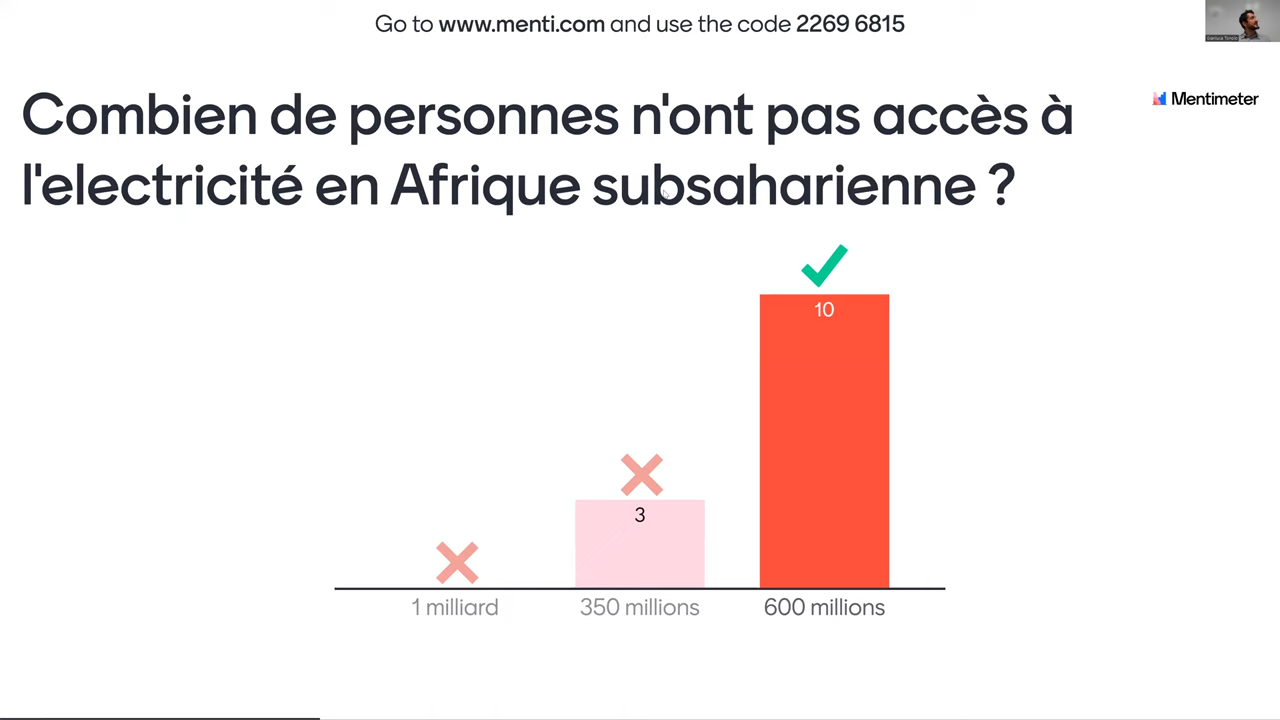 Go to www.menti.com and use the code 2269 6815
Mentimeter
Combien de personnes n'ont pas accès à
l'electricité en Afrique subsaharienne ?
10
3
1 milliard
350 millions
600 millions